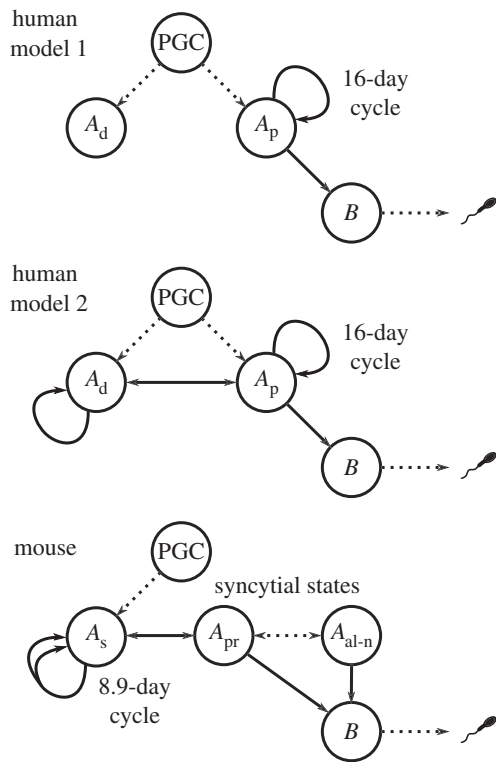 human
model 1
PGC
A_d
A_p
16-day
cycle
B
human
model 2
PGC
A_d
A_p
16-day
cycle
B
mouse
PGC
syncytial states
A_s
A_pr
A_al-n
8.9-day
cycle
B